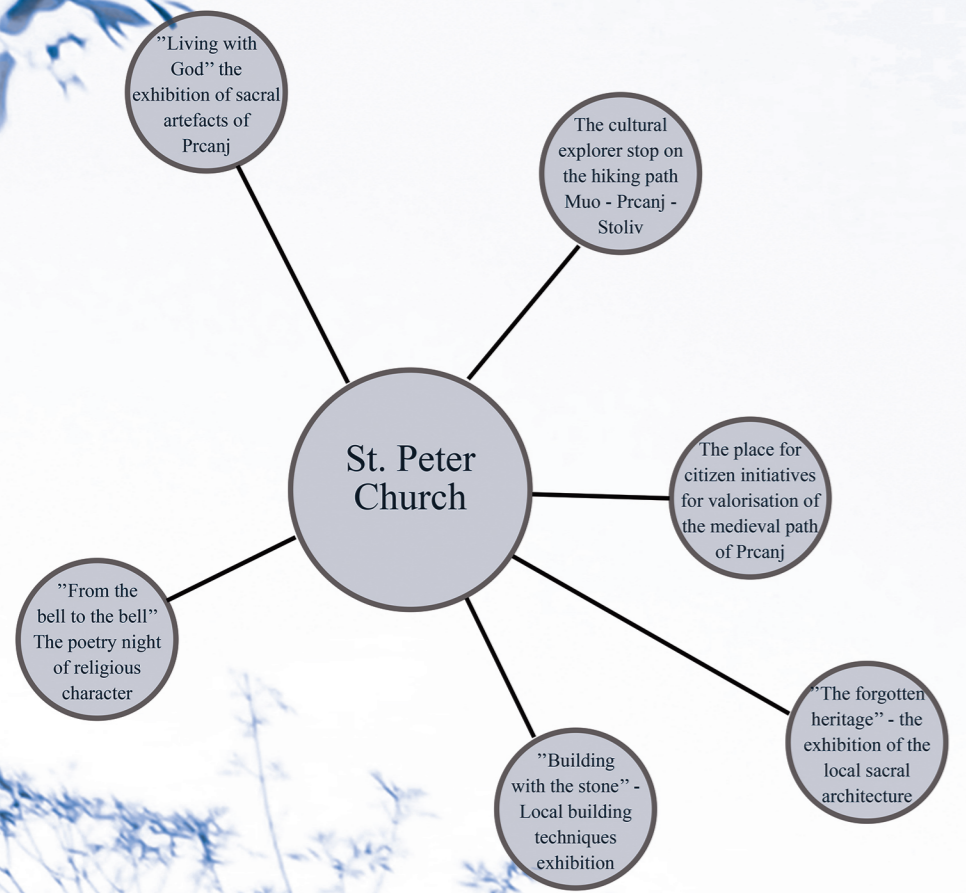 ”Living with
God” the
exhibition of sacral
artefacts of
Prcanj
The cultural
explorer stop on
the hiking path
Muo - Prcanj -
Stoliv
St. Peter
Church
The place for
citizen initiatives
for valorisation of
the medieval path
of Prcanj
”From the
bell to the bell”
The poetry night
of religious
character
”The forgotten
heritage” - the
exhibition of the
local sacral
architecture
”Building
with the stone” -
Local building
techniques
exhibition